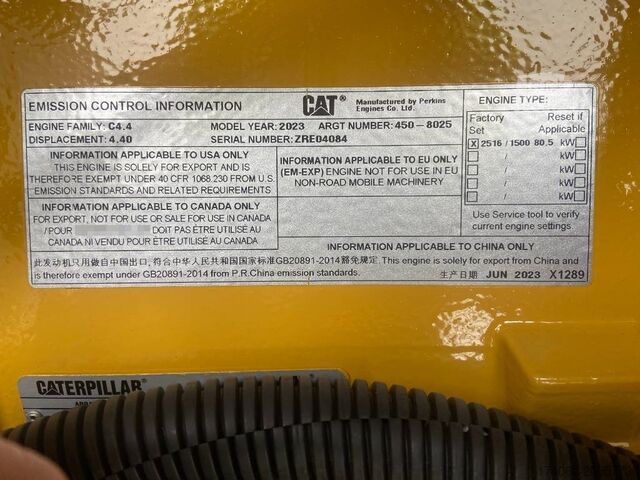 EMISSION CONTROL INFORMATION
CAT®
Manufactured by Perkins
Engines Co. Ltd.
ENGINE FAMILY: C4.4
MODEL YEAR: 2023
ARGT NUMBER: 450-8025
DISPLACEMENT: 4.40
SERIAL NUMBER: ZRE04084
ENGINE TYPE:
Factory Set
Reset if Applicable
X 2516 / 1500 80.5 kW
/ kW
/ kW
/ kW
/ kW
Use Service tool to verify
current engine settings
INFORMATION APPLICABLE TO USA ONLY
THIS ENGINE IS SOLELY FOR EXPORT AND IS
THEREFORE EXEMPT UNDER 40 CFR 1068.230 FROM U.S.
EMISSION STANDARDS AND RELATED REQUIREMENTS
INFORMATION APPLICABLE TO EU ONLY
(EM-EXP) ENGINE NOT FOR USE IN EU
NON-ROAD MOBILE MACHINERY
INFORMATION APPLICABLE TO CANADA ONLY
FOR EXPORT, NOT FOR USE OR SALE FOR USE IN CANADA
/POUR DOIT PAS ÊTRE UTILISÉ AU
CANADA NI VENDU POUR ÊTRE UTILISÉ AU CANADA
INFORMATION APPLICABLE TO CHINA ONLY
此发动机只用做自中国出口,符合中华人民共和国国家标准GB20891-2014豁免规定. This engine is solely for export from China and
is therefore exempt under GB20891-2014 from P.R.China emission standards.
生产日期 JUN 2023 X1289
CATERPILLAR®